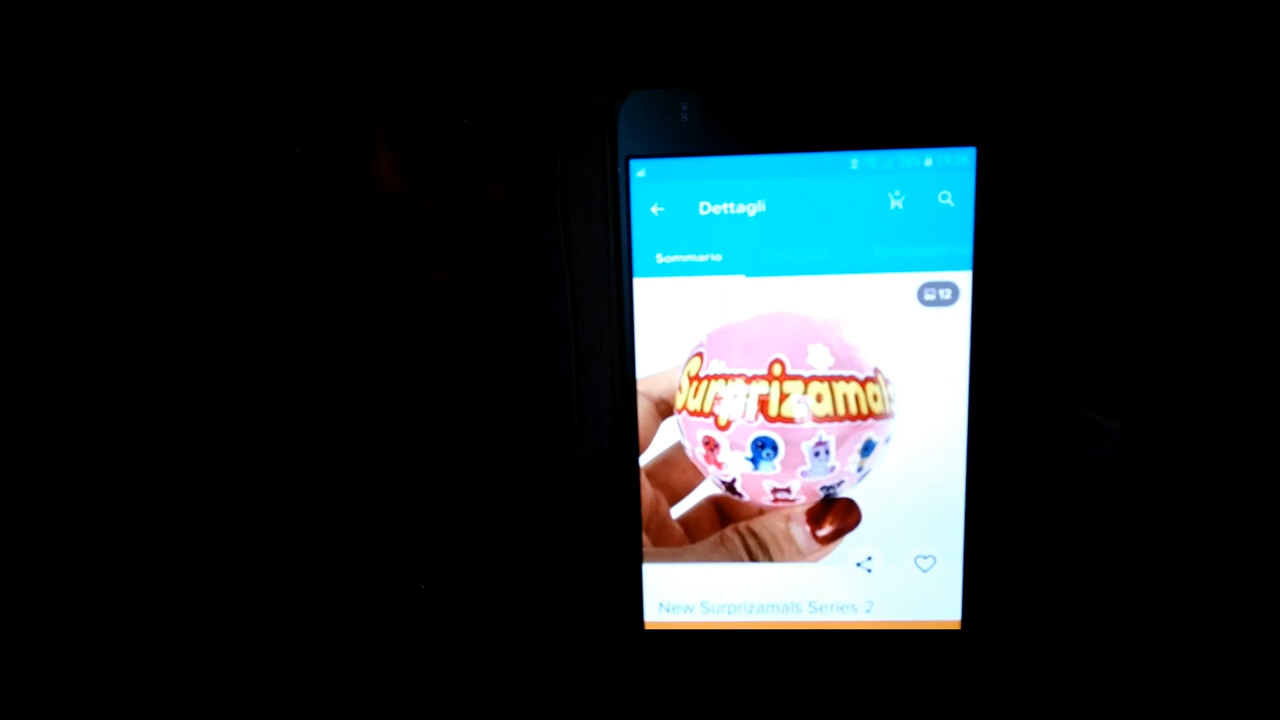 Dettagli
Sommario
12
Surprizamals
New Surprizamals Series 2